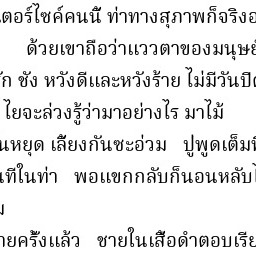 เตอร์ไซค์คนนี้ ท่าทางสุภาพก็จริงอ
ด้วยเขาถือว่าแววตาของมนุษย์
รัก ชัง หวังดีและหวังร้าย ไม่มีวันปิด
ไยจะล่วงรู้ว่ามาอย่างไร มาไม้
นหยุด เลี้ยงกันซะอ่วม ปูพูดเต็มที่
นทีในท่า พอแขกกลับก็นอนหลับไ
ม
ายครั้งแล้ว ชายในเสื้อดำตอบเรีย